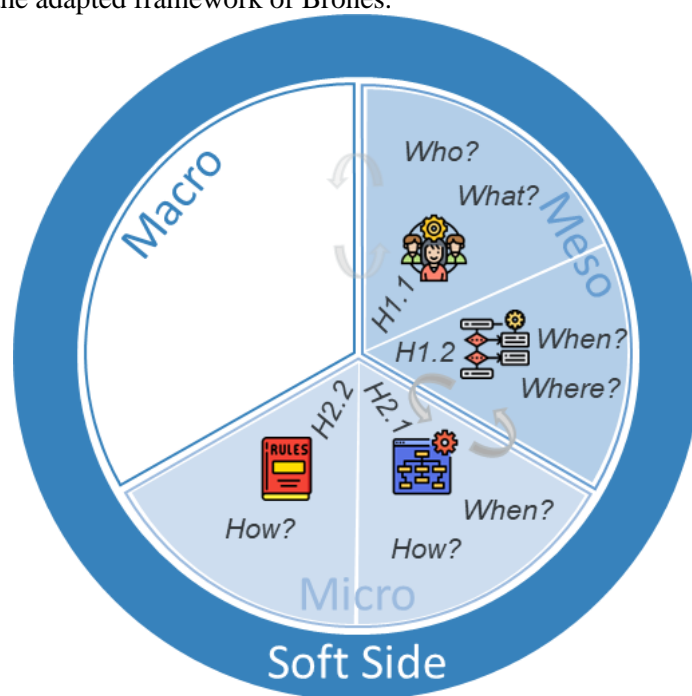 the adapted framework of Brones.
Macro
Who?
What?
Meso
H1.1
H1.2
When?
Where?
H2.2
H2.1
RULES
How?
When?
How?
Micro
Soft Side